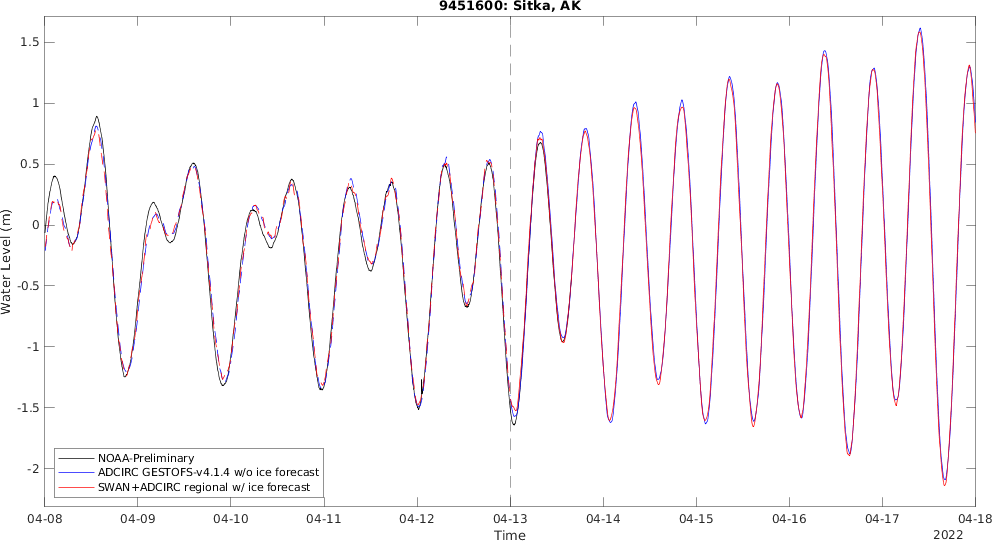 9451600: Sitka, AK
1.5
1
0.5
0
-0.5
-1
-1.5
-2
Water Level (m)
NOAA-Preliminary
ADCIRC GESTOFS-v4.1.4 w/o ice forecast
SWAN+ADCIRC regional w/ ice forecast
04-08 04-09 04-10 04-11 04-12 04-13 04-14 04-15 04-16 04-17 04-18
Time
2022